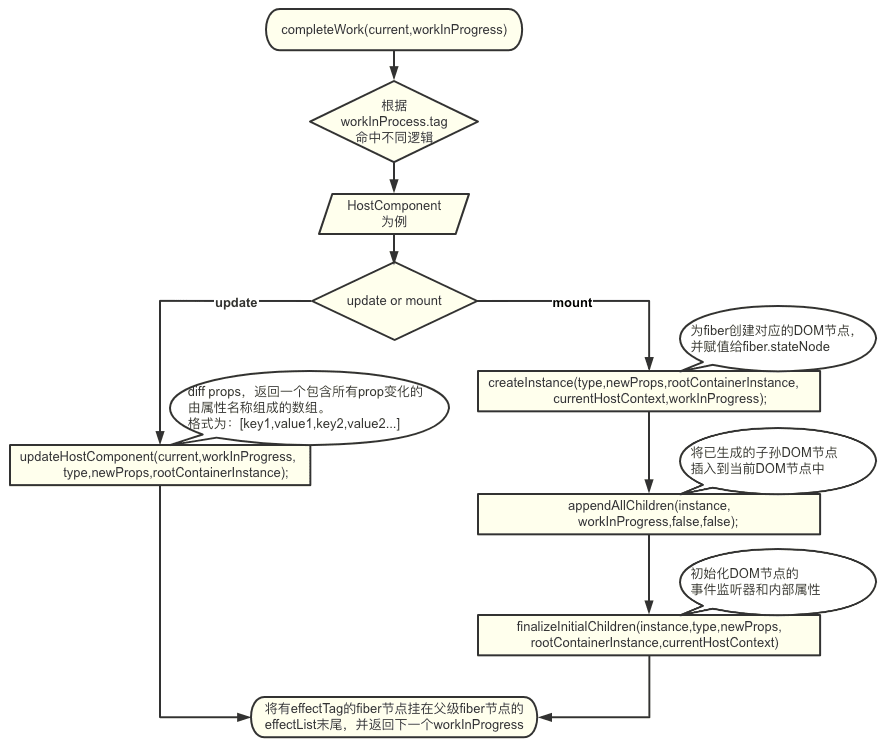 completeWork(current,workInProgress)
根据
workInProcess.tag
命中不同逻辑
HostComponent
为例
update or mount
update
mount
为fiber创建对应的DOM节点，
并赋值给fiber.stateNode
createInstance(type,newProps,rootContainerInstance,
currentHostContext,workInProgress);
diff props，返回一个包含所有prop变化的
由属性名称组成的数组。
格式为：[key1,value1,key2,value2...]
updateHostComponent(current,workInProgress,
type,newProps,rootContainerInstance);
将已生成的子孙DOM节点
插入到当前DOM节点中
appendAllChildren(instance,
workInProgress,false,false);
初始化DOM节点的
事件监听器和内部属性
finalizeInitialChildren(instance,type,newProps,
rootContainerInstance,currentHostContext)
将有effectTag的fiber节点挂在父级fiber节点的
effectList末尾，并返回下一个workInProgress